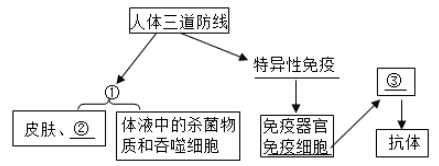 人体三道防线
①
特异性免疫
③
皮肤、②
体液中的杀菌物
质和吞噬细胞
免疫器官
免疫细胞
抗体